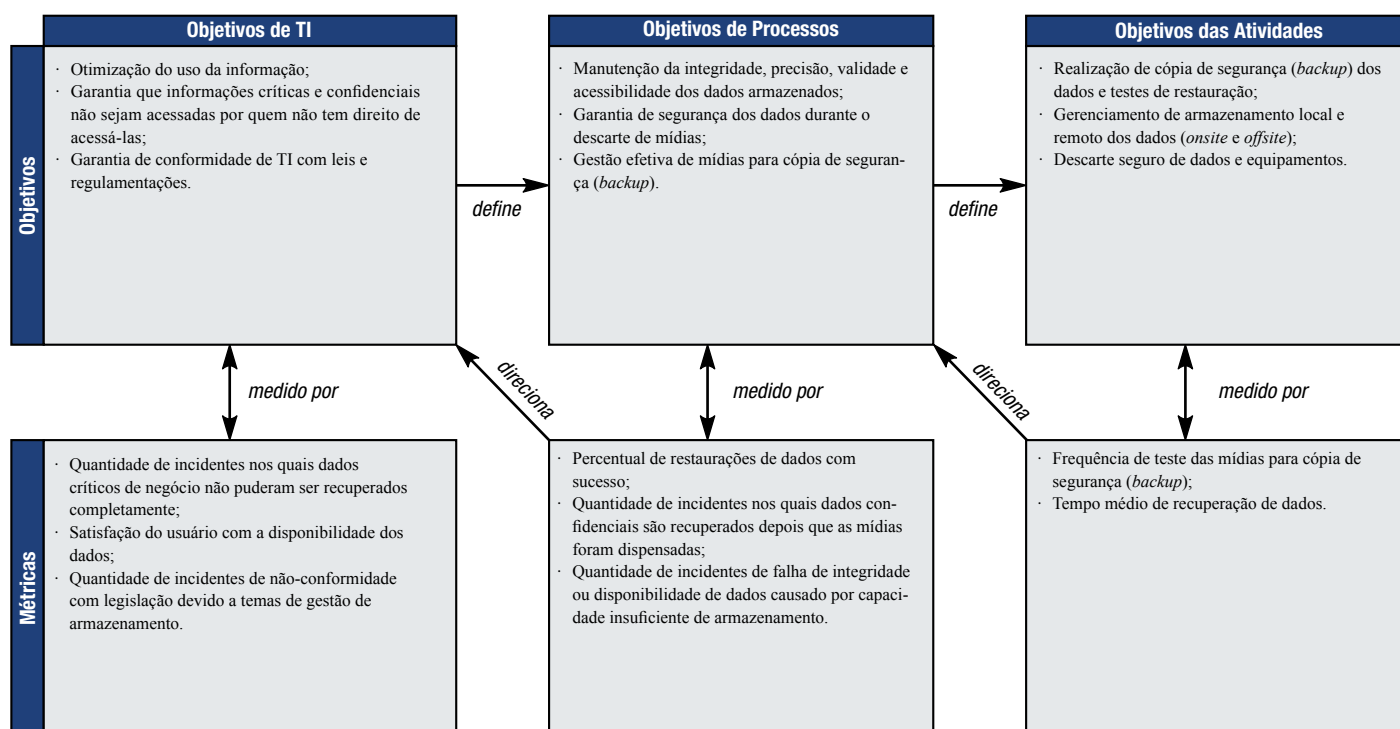 Objetivos de TI
Objetivos de Processos
Objetivos das Atividades
Objetivos
· Otimização do uso da informação;
· Garantia que informações críticas e confidenciais
não sejam acessadas por quem não tem direito de
acessá-las;
· Garantia de conformidade de TI com leis e
regulamentações.
define
· Manutenção da integridade, precisão, validade e
acessibilidade dos dados armazenados;
· Garantia de segurança dos dados durante o
descarte de mídias;
· Gestão efetiva de mídias para cópia de seguran-
ça (backup).
define
· Realização de cópia de segurança (backup) dos
dados e testes de restauração;
· Gerenciamento de armazenamento local e
remoto dos dados (onsite e offsite);
· Descarte seguro de dados e equipamentos.
medido por
direciona
medido por
direciona
medido por
Métricas
· Quantidade de incidentes nos quais dados
críticos de negócio não puderam ser recuperados
completamente;
· Satisfação do usuário com a disponibilidade dos
dados;
· Quantidade de incidentes de não-conformidade
com legislação devido a temas de gestão de
armazenamento.
· Percentual de restaurações de dados com
sucesso;
· Quantidade de incidentes nos quais dados con-
fidenciais são recuperados depois que as mídias
foram dispensadas;
· Quantidade de incidentes de falha de integridade
ou disponibilidade de dados causado por capaci-
dade insuficiente de armazenamento.
· Frequência de teste das mídias para cópia de
segurança (backup);
· Tempo médio de recuperação de dados.